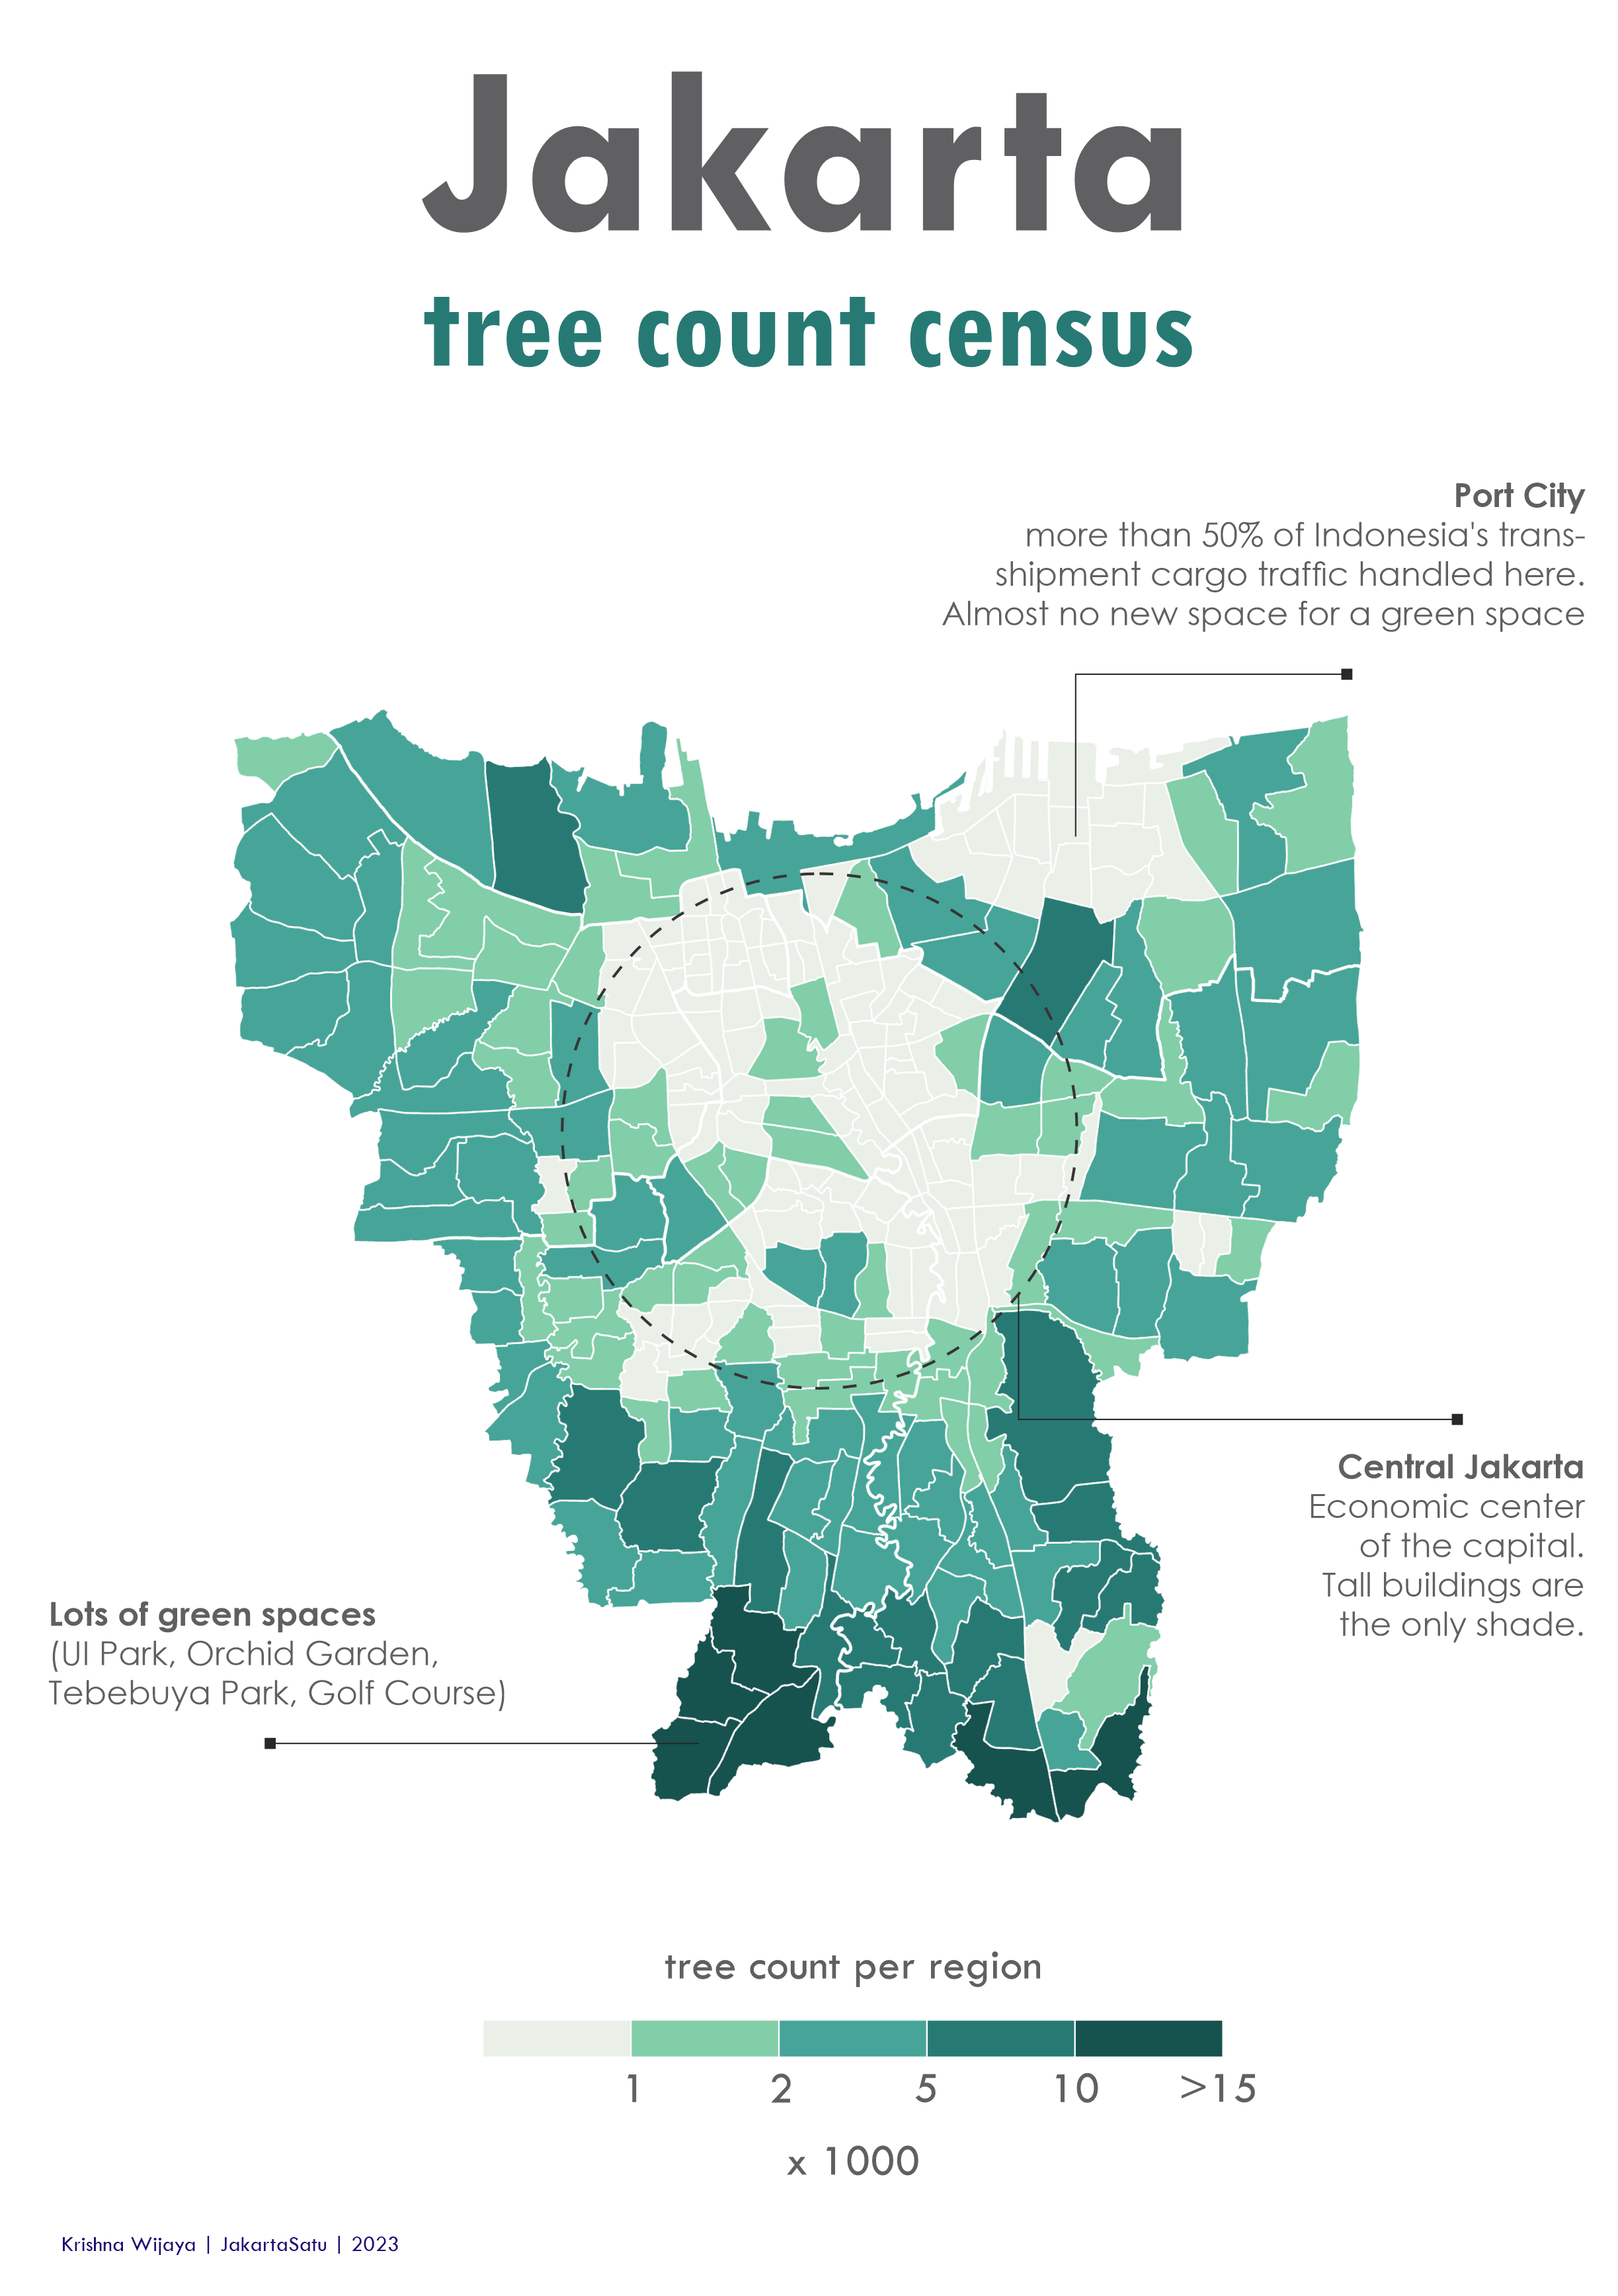 Jakarta
tree count census
Port City
more than 50% of Indonesia's trans-
shipment cargo traffic handled here.
Almost no new space for a green space
Central Jakarta
Economic center
of the capital.
Tall buildings are
the only shade.
Lots of green spaces
(UI Park, Orchid Garden,
Tebebuya Park, Golf Course)
tree count per region
1 2 5 10 >15
x 1000
Krishna Wijaya | JakartaSatu | 2023